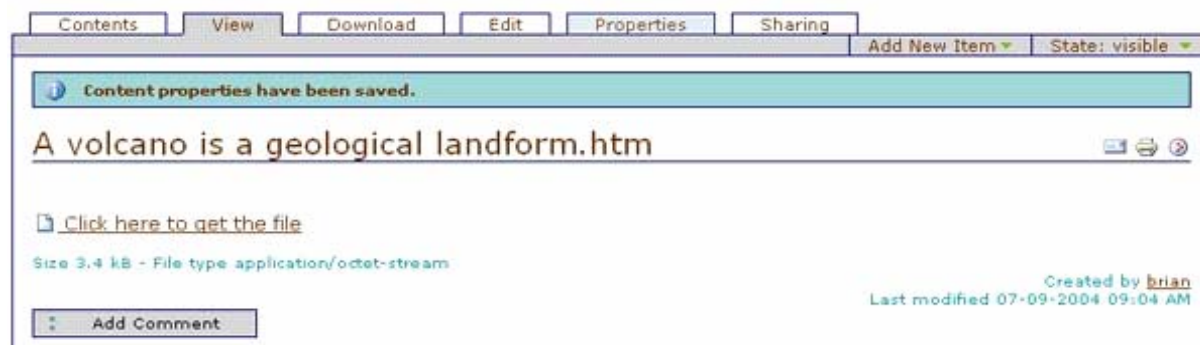 Contents View Download Edit Properties Sharing
Add New Item State: visible
Content properties have been saved.
A volcano is a geological landform.htm
Click here to get the file
Size 3.4 kB - File type application/octet-stream
Created by brian
Last modified 07-09-2004 09:04 AM
Add Comment